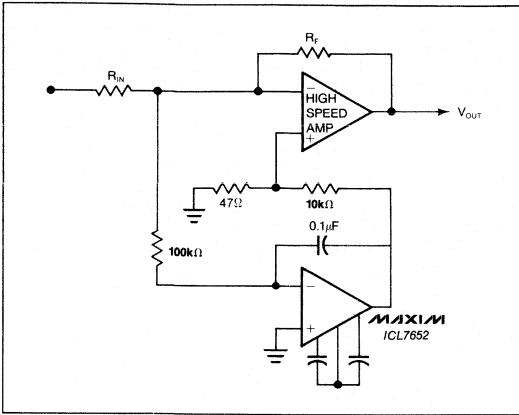 R_F
R_IN
−
HIGH
SPEED
AMP
+
V_OUT
47Ω
10kΩ
0.1μF
100kΩ
−
+
MAXIM
ICL7652